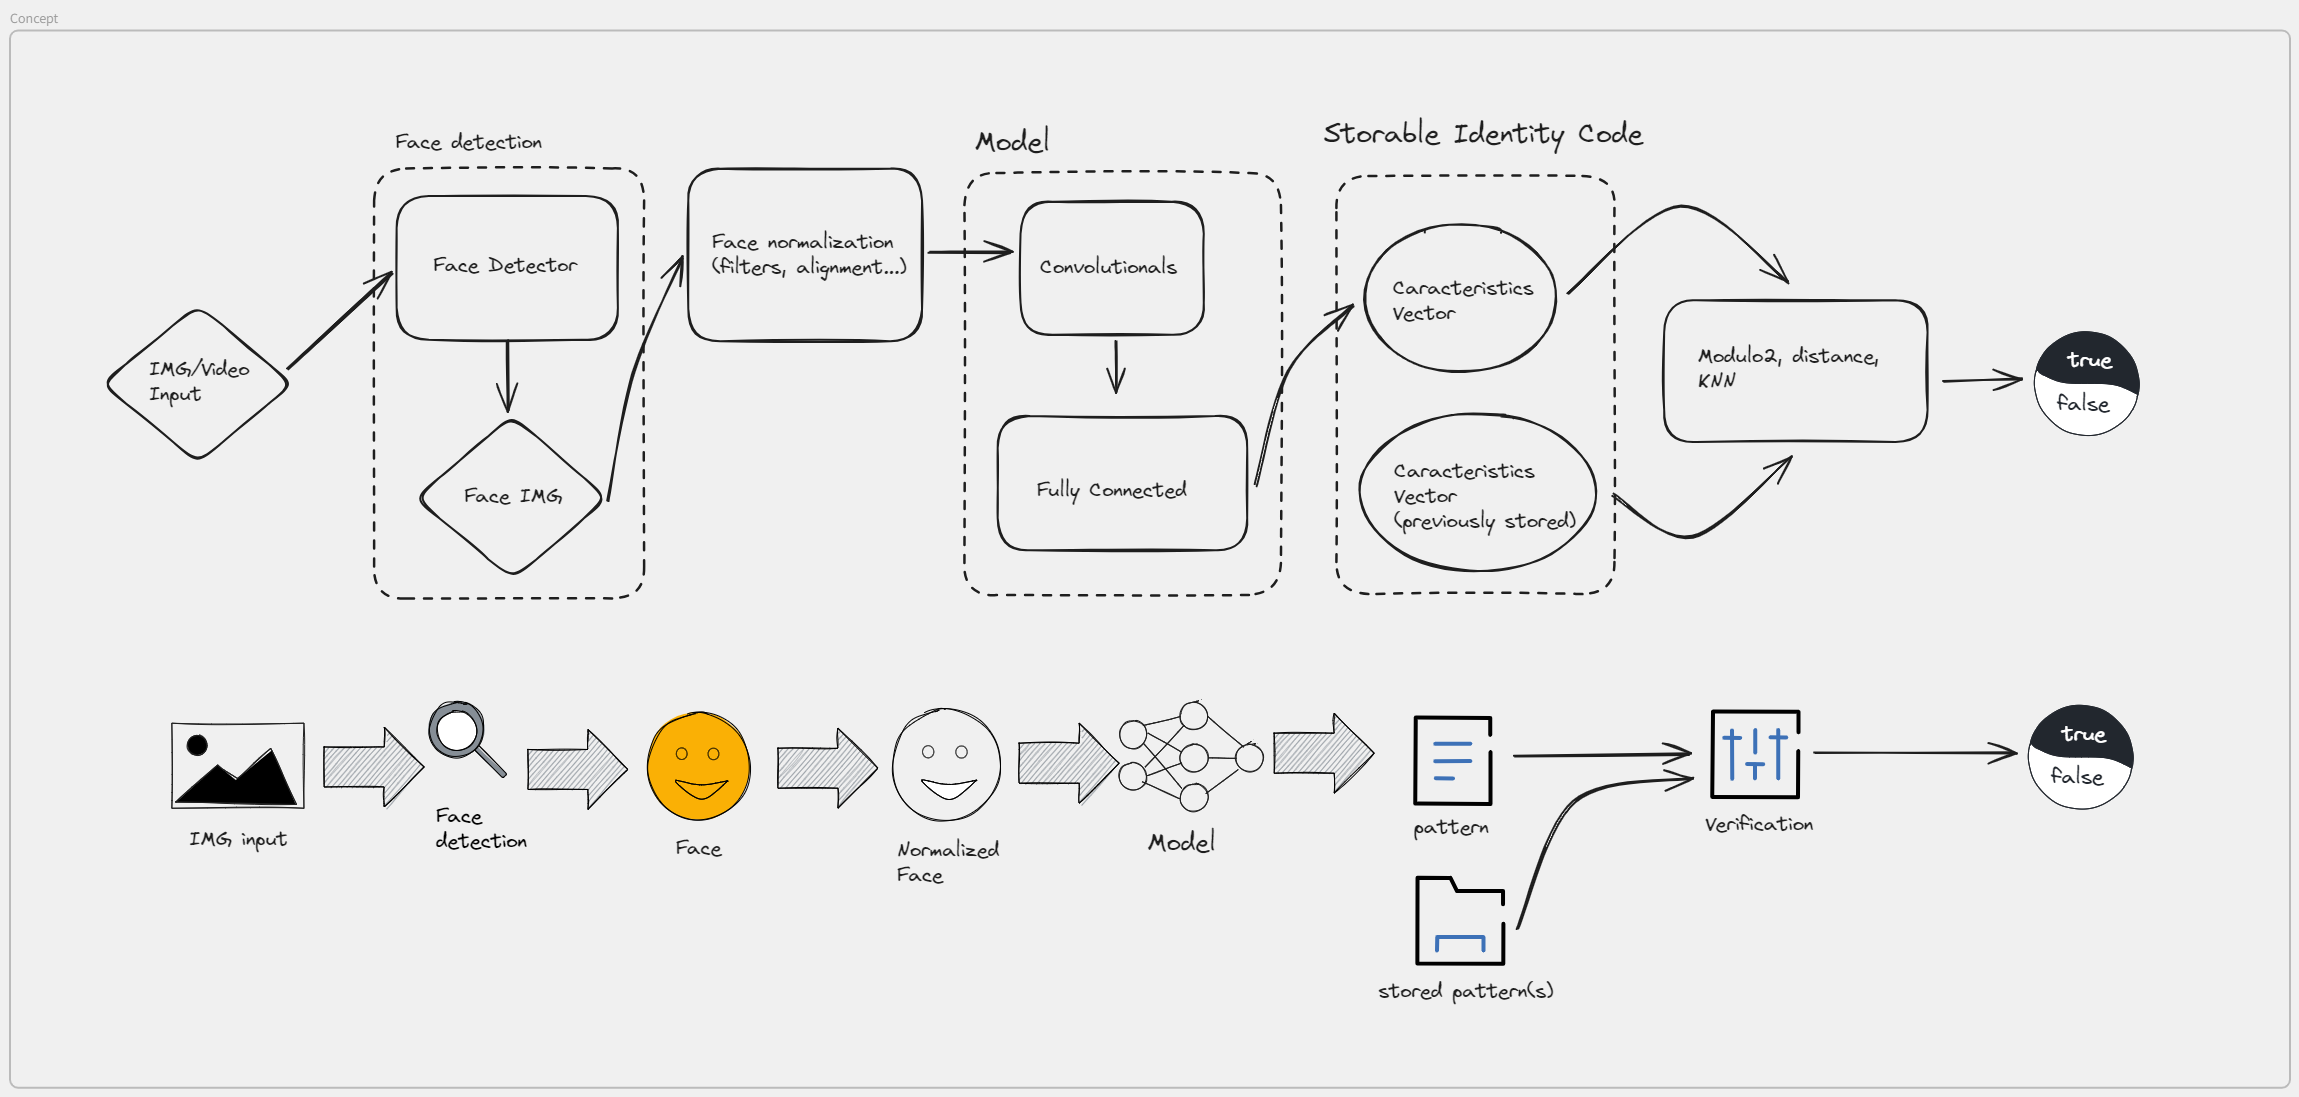 Concept
Face detection
Face Detector
IMG/Video
Input
Face IMG
Face normalization
(filters, alignment...)
Model
Convolutionals
Fully Connected
Storable Identity Code
Caracteristics
Vector
Caracteristics
Vector
(previously stored)
Modulo2, distance,
KNN
true
false
IMG input
Face
detection
Face
Normalized
Face
Model
pattern
stored pattern(s)
Verification
true
false